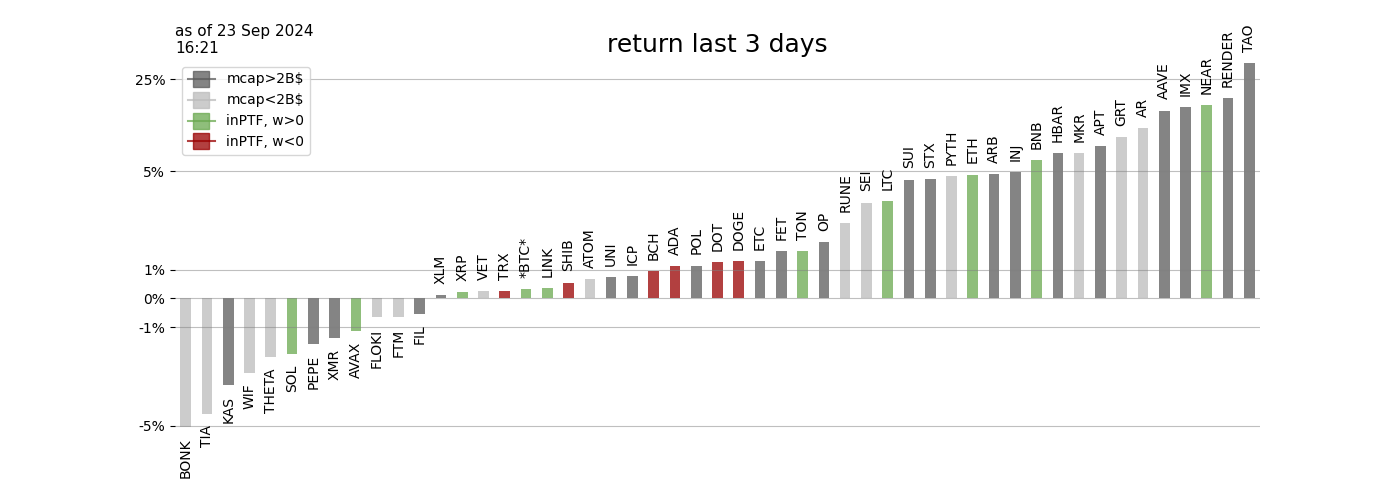 as of 23 Sep 2024
16:21
return last 3 days
mcap>2B$
mcap<2B$
inPTF, w>0
inPTF, w<0
25%
5%
1%
0%
-1%
-5%
BONK
TIA
KAS
WIF
THETA
SOL
PEPE
XMR
AVAX
FLOKI
FTM
FIL
XLM
XRP
VET
TRX
*BTC*
LINK
SHIB
ATOM
UNI
ICP
BCH
ADA
POL
DOT
DOGE
ETC
FET
TON
OP
RUNE
SEI
LTC
SUI
STX
PYTH
ETH
ARB
INJ
BNB
HBAR
MKR
APT
GRT
AR
AAVE
IMX
NEAR
RENDER
TAO